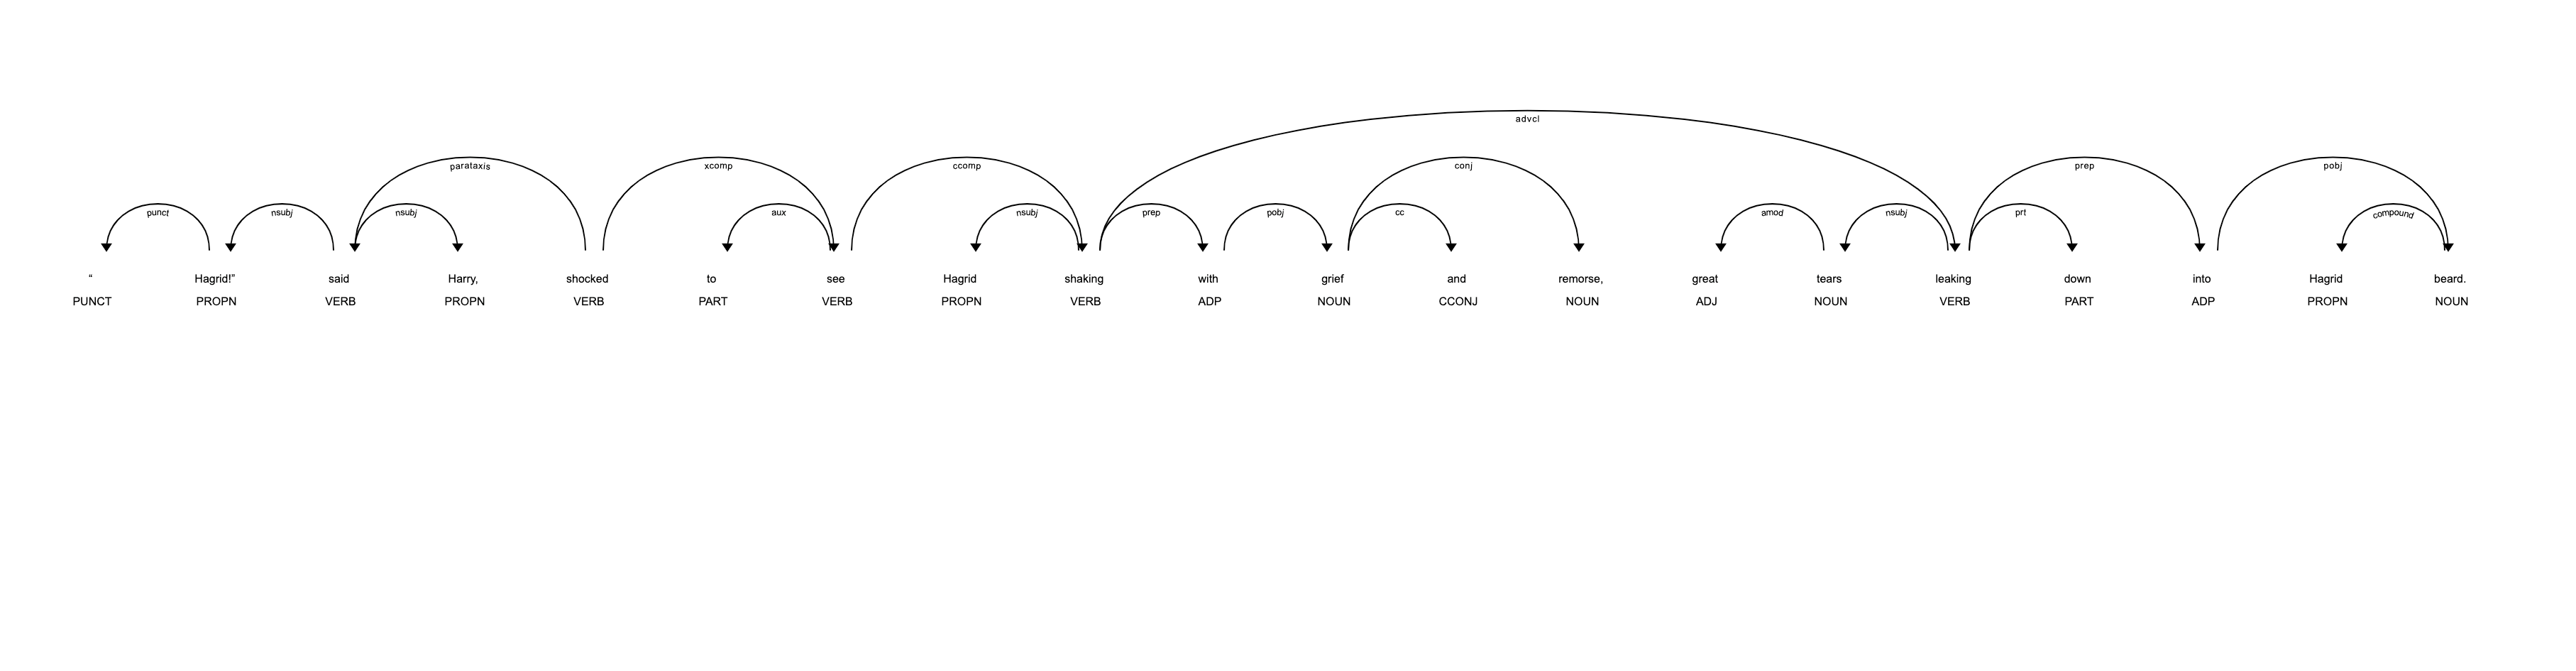 advcl
parataxis xcomp ccomp conj prep pobj
punct nsubj nsubj aux nsubj prep pobj cc amod nsubj prt compound
“ Hagrid!” said Harry, shocked to see Hagrid shaking with grief and remorse, great tears leaking down into Hagrid beard.
PUNCT PROPN VERB PROPN VERB PART VERB PROPN VERB ADP NOUN CCONJ NOUN ADJ NOUN VERB PART ADP PROPN NOUN